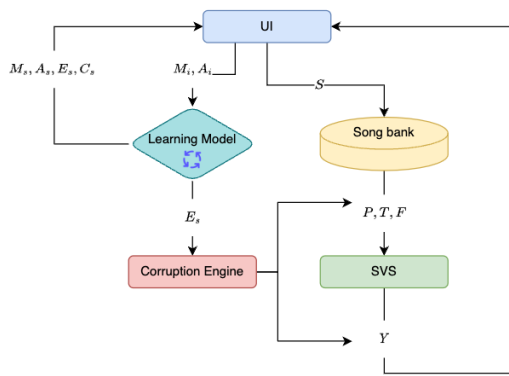 UI
M_s, A_s, E_s, C_s
M_i, A_i
S
Learning Model
Song bank
E_s
P, T, F
Corruption Engine
SVS
Y